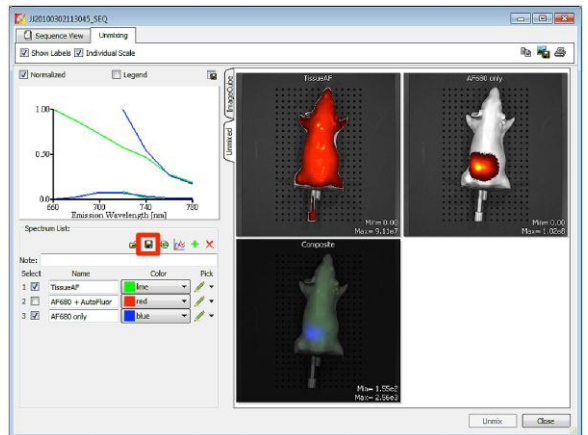 JJ20100302113045_SEQ
Sequence View Unmixing
Show Labels Individual Scale
Normalized Legend
1.00
0.50
0.0
660 700 740 780
Emission Wavelength [nm]
Spectrum List:
Note:
Select Name Color Pick
1 TissueAF lime
2 AF680 + AutoFluor red
3 AF680 only blue
ImageCube
Unmixed
TissueAF
Min= 0.00
Max= 9.11e7
AF680 only
Min= 0.00
Max= 1.02e8
Composite
Min= 1.55e2
Max= 2.56e3
Unmix Close